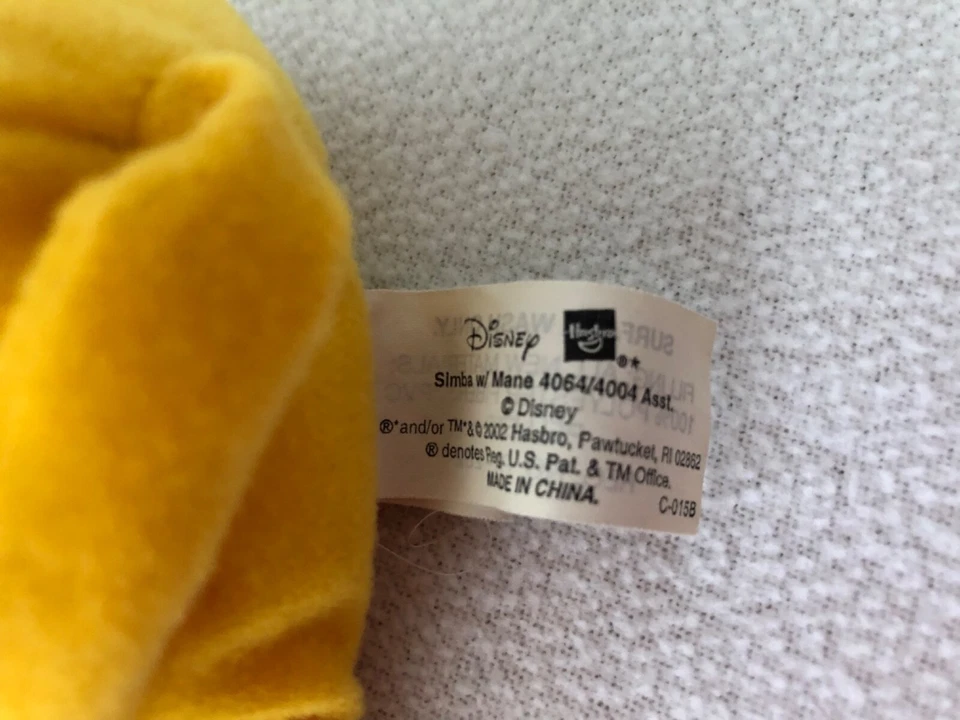 Disney Hasbro ®*
Simba w/ Mane 4064/4004 Asst.
© Disney
®* and/or TM* & © 2002 Hasbro, Pawtucket, RI 02862
® denotes Reg. U.S. Pat. & TM Office.
MADE IN CHINA.
C-015B